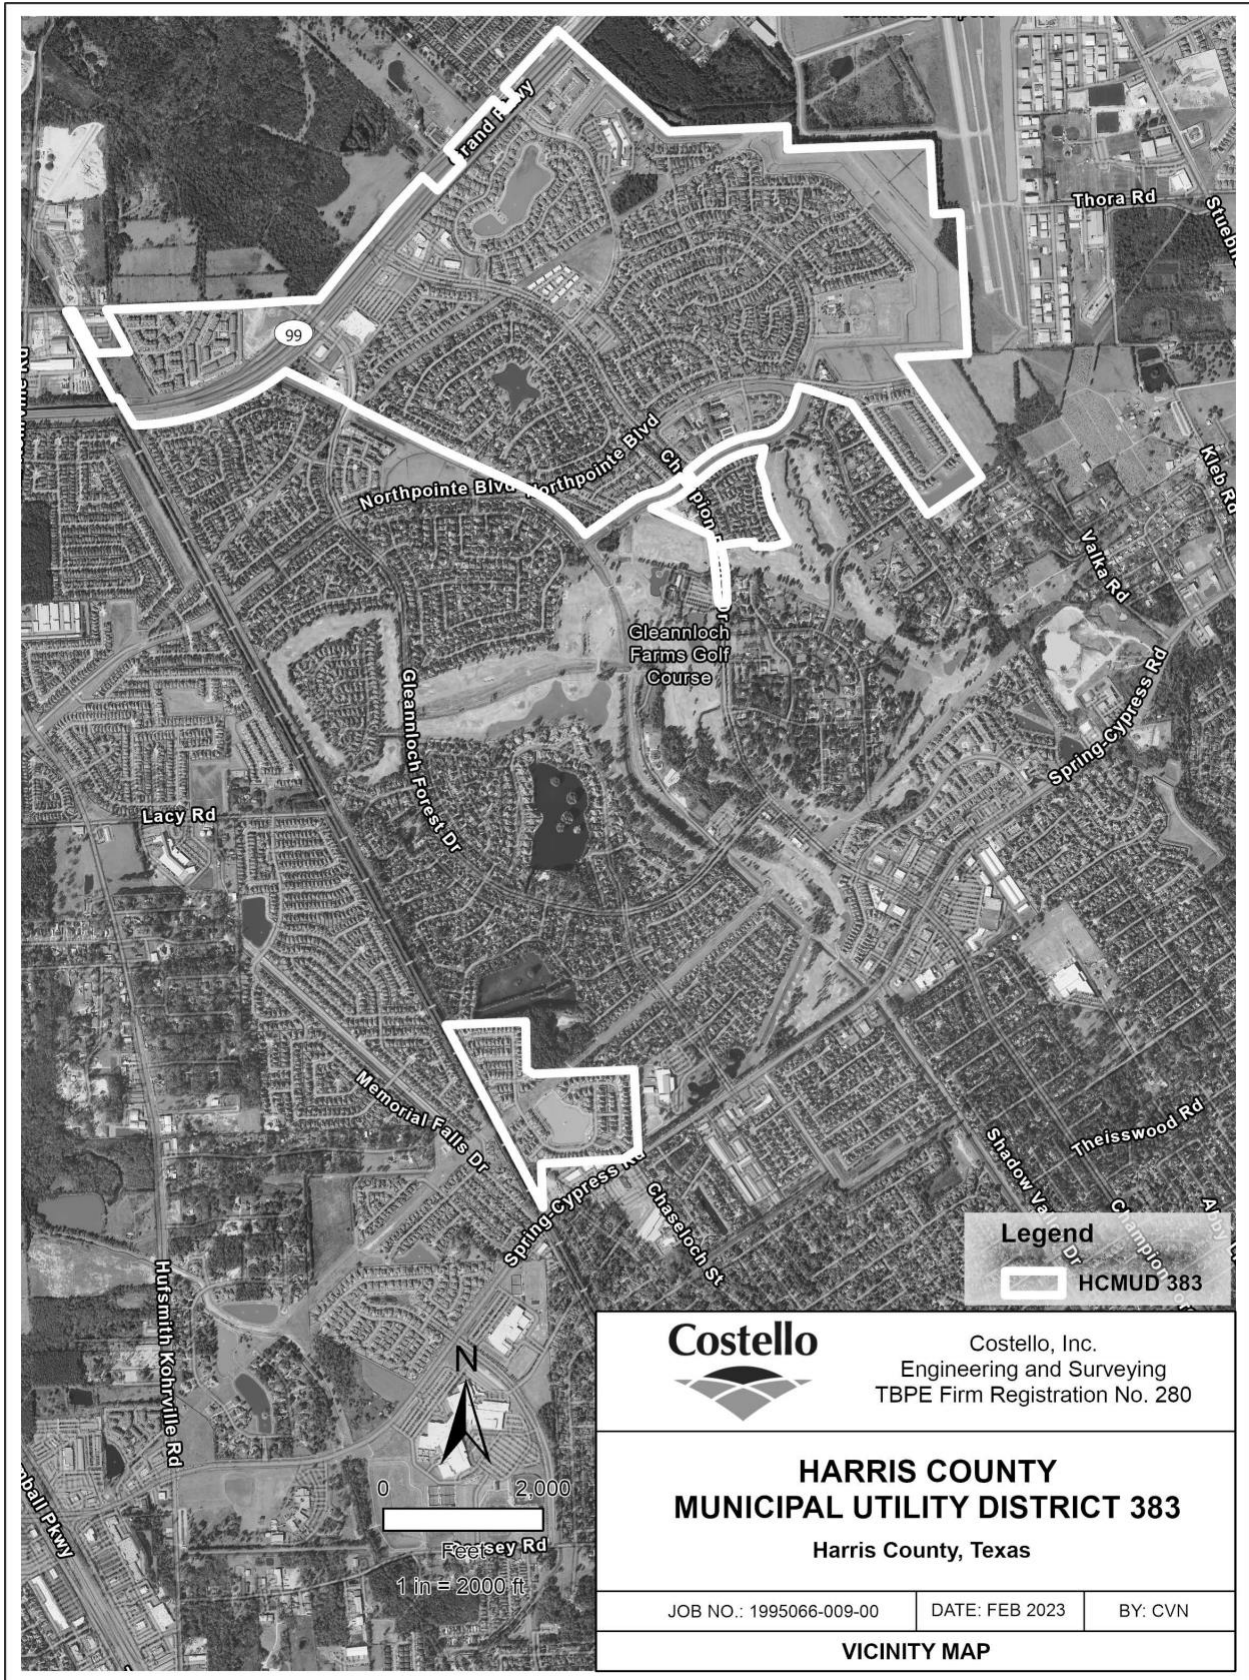 Grand Pkwy
Thora Rd
99
Northpointe Blvd
Northpointe Blvd
Kleb Rd
Valka Rd
Gleannloch
Farms Golf
Course
Gleannloch Forest Dr
Spring-Cypress Rd
Lacy Rd
Memorial Falls Dr
Theisswood Rd
Spring-Cypress Rd
Chaseloch St
Hufsmith Kohrville Rd
Legend
HCMUD 383
N
0 2,000
Feet
1 in = 2000 ft
sey Rd
Costello
Costello, Inc.
Engineering and Surveying
TBPE Firm Registration No. 280
HARRIS COUNTY
MUNICIPAL UTILITY DISTRICT 383
Harris County, Texas
JOB NO.: 1995066-009-00
DATE: FEB 2023
BY: CVN
VICINITY MAP